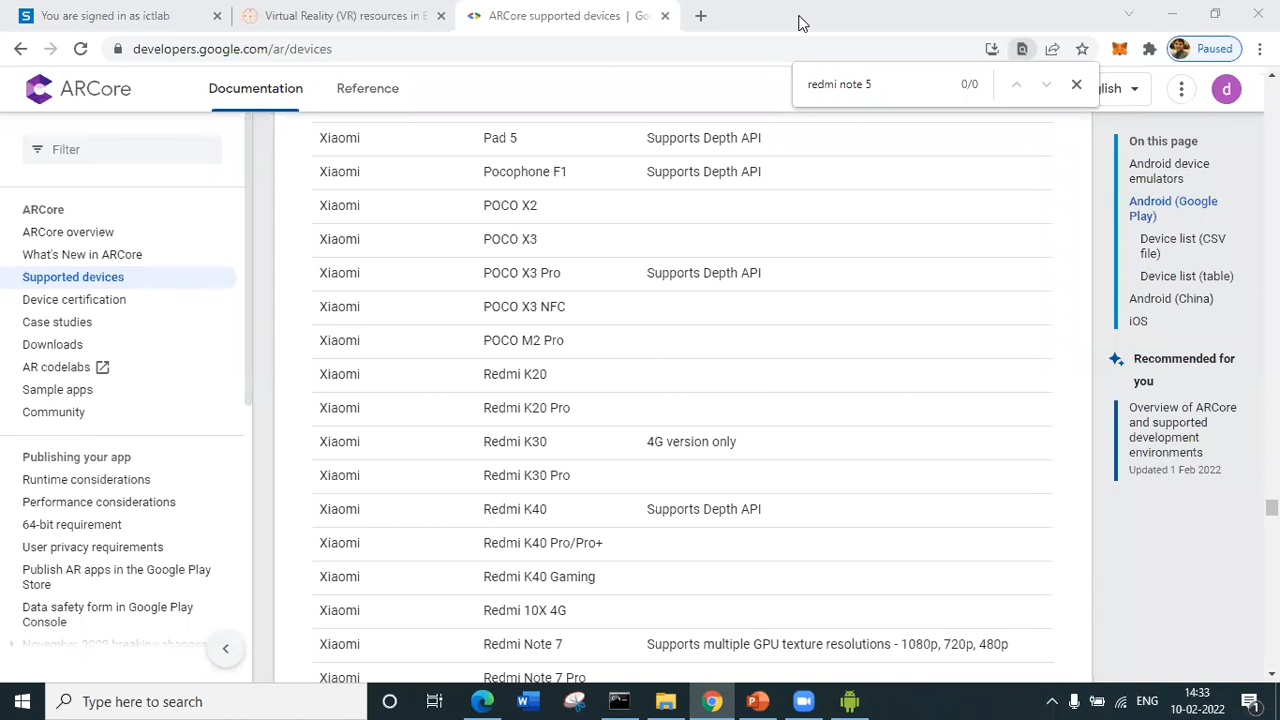 You are signed in as ictlab
Virtual Reality (VR) resources in E
ARCore supported devices | Go
developers.google.com/ar/devices
Paused
redmi note 5
0/0
ARCore
Documentation
Reference
glish
d
Filter
ARCore
ARCore overview
What's New in ARCore
Supported devices
Device certification
Case studies
Downloads
AR codelabs
Sample apps
Community
Publishing your app
Runtime considerations
Performance considerations
64-bit requirement
User privacy requirements
Publish AR apps in the Google Play
Store
Data safety form in Google Play
Console
November 2020 breaking changes
Xiaomi Pad 5 Supports Depth API
Xiaomi Pocophone F1 Supports Depth API
Xiaomi POCO X2
Xiaomi POCO X3
Xiaomi POCO X3 Pro Supports Depth API
Xiaomi POCO X3 NFC
Xiaomi POCO M2 Pro
Xiaomi Redmi K20
Xiaomi Redmi K20 Pro
Xiaomi Redmi K30 4G version only
Xiaomi Redmi K30 Pro
Xiaomi Redmi K40 Supports Depth API
Xiaomi Redmi K40 Pro/Pro+
Xiaomi Redmi K40 Gaming
Xiaomi Redmi 10X 4G
Xiaomi Redmi Note 7 Supports multiple GPU texture resolutions - 1080p, 720p, 480p
Xiaomi Redmi Note 7 Pro
On this page
Android device
emulators
Android (Google
Play)
Device list (CSV
file)
Device list (table)
Android (China)
iOS
Recommended for
you
Overview of ARCore
and supported
development
environments
Updated 1 Feb 2022
Type here to search
ENG
14:33
10-02-2022
1